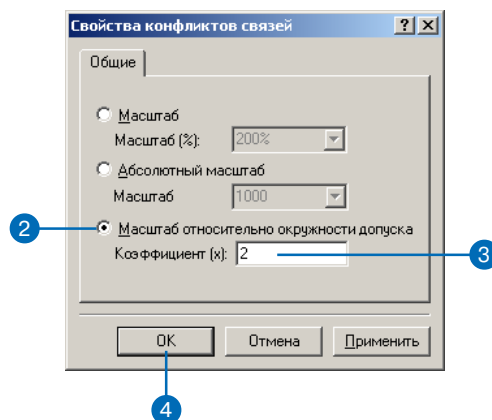 Свойства конфликтов связей
Общие
Масштаб
Масштаб (%): 200%
Абсолютный масштаб
Масштаб 1000
2 Масштаб относительно окружности допуска
Коэффициент (x): 2 3
OK Отмена Применить
4